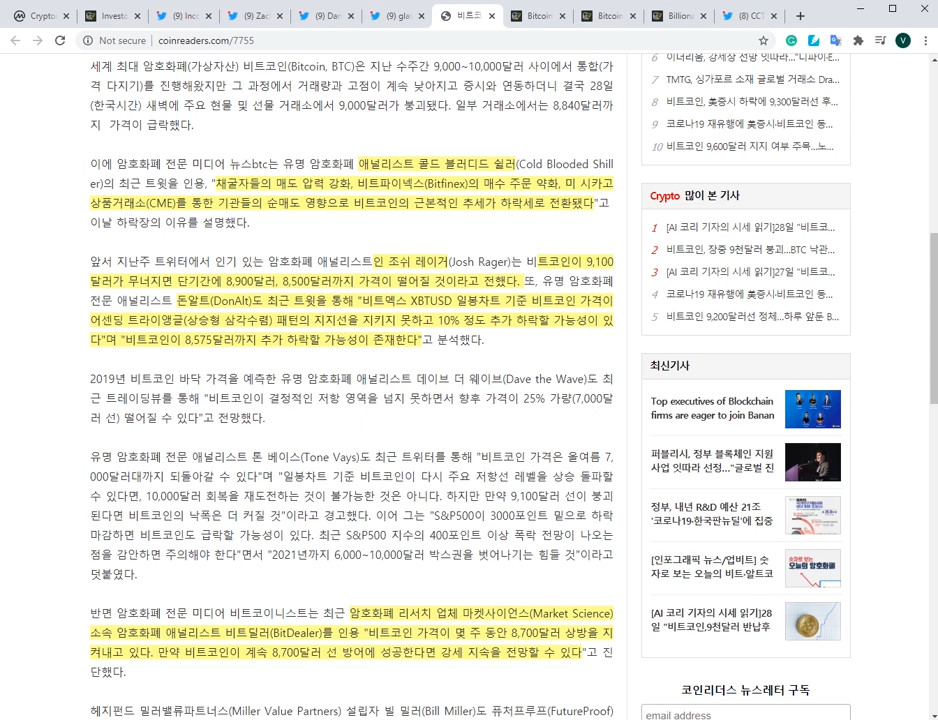 Crypto
Investo
(9) Inc
(9) Zac
(9) Dan
(9) glas
비트코
Bitcoin
Bitcoin
Billiona
(8) CCT
Not secure
coinreaders.com/7755
V
세계 최대 암호화폐(가상자산) 비트코인(Bitcoin, BTC)은 지난 수주간 9,000~10,000달러 사이에서 통합(가
격 다지기)를 진행해왔지만 그 과정에서 거래량과 고점이 계속 낮아지고 증시와 연동하더니 결국 28일
(한국시간) 새벽에 주요 현물 및 선물 거래소에서 9,000달러가 붕괴됐다. 일부 거래소에서는 8,840달러까
지 가격이 급락했다.
이에 암호화폐 전문 미디어 뉴스btc는 유명 암호화폐 애널리스트 콜드 블러디드 쉴러(Cold Blooded Shill
er)의 최근 트윗을 인용, "채굴자들의 매도 압력 강화, 비트파이넥스(Bitfinex)의 매수 주문 약화, 미 시카고
상품거래소(CME)를 통한 기관들의 순매도 영향으로 비트코인의 근본적인 추세가 하락세로 전환됐다"고
이날 하락장의 이유를 설명했다.
앞서 지난주 트위터에서 인기 있는 암호화폐 애널리스트인 조쉬 레이거(Josh Rager)는 비트코인이 9,100
달러가 무너지면 단기간에 8,900달러, 8,500달러까지 가격이 떨어질 것이라고 전했다. 또, 유명 암호화폐
전문 애널리스트 돈알트(DonAlt)도 최근 트윗을 통해 "비트멕스 XBTUSD 일봉차트 기준 비트코인 가격이
어센딩 트라이앵글(상승형 삼각수렴) 패턴의 지지선을 지키지 못하고 10% 정도 추가 하락할 가능성이 있
다"며 "비트코인이 8,575달러까지 추가 하락할 가능성이 존재한다"고 분석했다.
2019년 비트코인 바닥 가격을 예측한 유명 암호화폐 애널리스트 데이브 더 웨이브(Dave the Wave)도 최
근 트레이딩뷰를 통해 "비트코인이 결정적인 저항 영역을 넘지 못하면서 향후 가격이 25% 가량(7,000달
러 선) 떨어질 수 있다"고 전망했다.
유명 암호화폐 전문 애널리스트 톤 베이스(Tone Vays)도 최근 트위터를 통해 "비트코인 가격은 올여름 7,
000달러대까지 되돌아갈 수 있다"며 "일봉차트 기준 비트코인이 다시 주요 저항선 레벨을 상승 돌파할
수 있다면, 10,000달러 회복을 재도전하는 것이 불가능한 것은 아니다. 하지만 만약 9,100달러 선이 붕괴
된다면 비트코인의 낙폭은 더 커질 것"이라고 경고했다. 이어 그는 "S&P500이 3000포인트 밑으로 하락
마감하면 비트코인도 급락할 가능성이 있다. 최근 S&P500 지수의 400포인트 이상 폭락 전망이 나오는
점을 감안하면 주의해야 한다"면서 "2021년까지 6,000~10,000달러 박스권을 벗어나기는 힘들 것"이라고
덧붙였다.
반면 암호화폐 전문 미디어 비트코이니스트는 최근 암호화폐 리서치 업체 마켓사이언스(Market Science)
소속 암호화폐 애널리스트 비트딜러(BitDealer)를 인용 "비트코인 가격이 몇 주 동안 8,700달러 상방을 지
켜내고 있다. 만약 비트코인이 계속 8,700달러 선 방어에 성공한다면 강세 지속을 전망할 수 있다"고 진
단했다.
헤지펀드 밀러밸류파트너스(Miller Value Partners) 설립자 빌 밀러(Bill Miller)도 퓨처프루프(FutureProof)
6 이더리움, 강세장 선념 따이잇...
7 TMTG, 싱가포르 소재 글로벌 거래소 Dra...
8 비트코인, 美증시 하락에 9,300달러선 후...
9 코로나19 재유행에 美증시·비트코인 동...
10 비트코인 9,600달러 지지 여부 주목...노...
Crypto 많이 본 기사
1 [AI 코리 기자의 시세 읽기]28일 "비트코...
2 비트코인, 장중 9천달러 붕괴...BTC 낙관...
3 [AI 코리 기자의 시세 읽기]27일 "비트코...
4 코로나19 재유행에 美증시·비트코인 동...
5 비트코인 9,200달러선 정체...하루 앞둔 B...
최신기사
Top executives of Blockchain
firms are eager to join Banan
퍼블리시, 정부 블록체인 지원
사업 잇따라 선정..."글로벌 진
정부, 내년 R&D 예산 21조
'코로나19·한국판뉴딜'에 집중
[인포그래픽 뉴스/업비트] 숫
자로 보는 오늘의 비트·알트코
숫자로 보는
오늘의 암호화폐
[AI 코리 기자의 시세 읽기]28
일 "비트코인,9천달러 반납후
코인리더스 뉴스레터 구독
email address